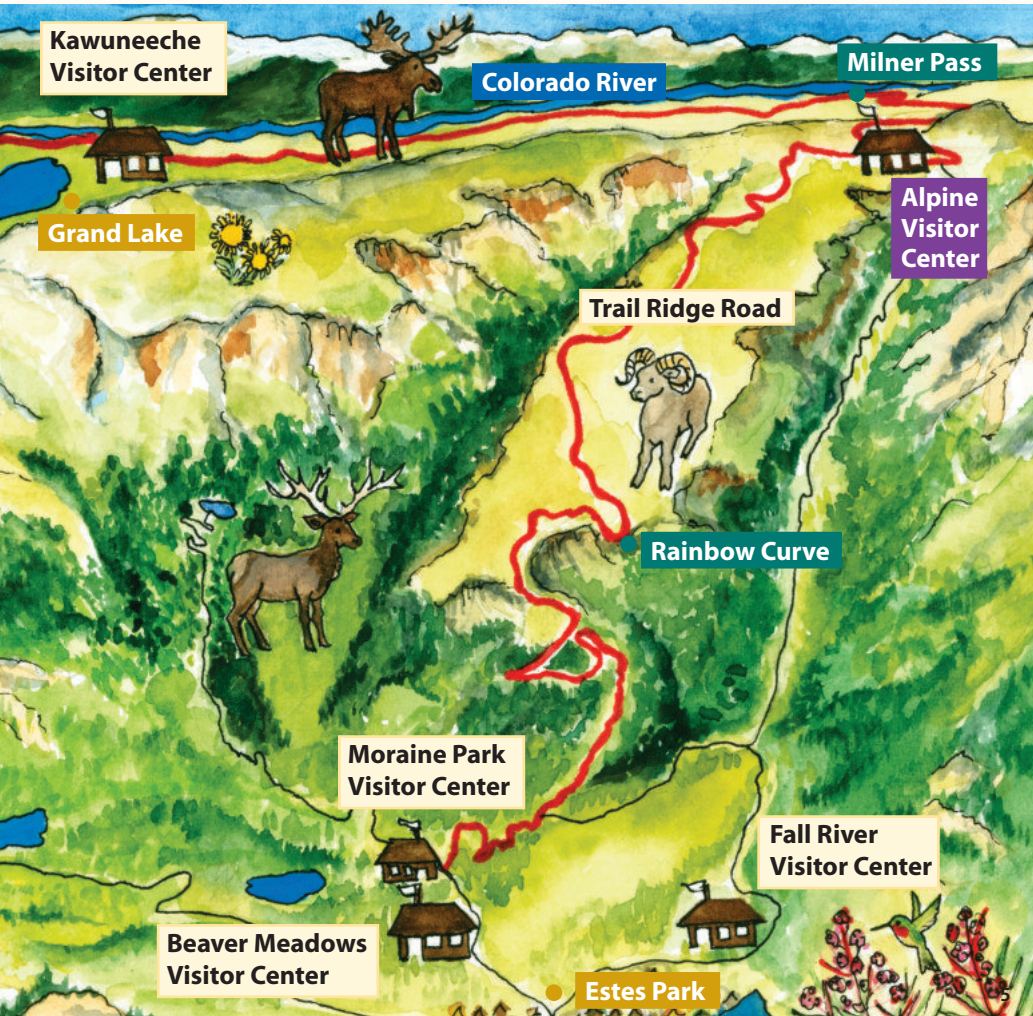 Kawuneeche
Visitor Center
Colorado River
Milner Pass
Grand Lake
Alpine
Visitor
Center
Trail Ridge Road
Rainbow Curve
Moraine Park
Visitor Center
Fall River
Visitor Center
Beaver Meadows
Visitor Center
Estes Park
5